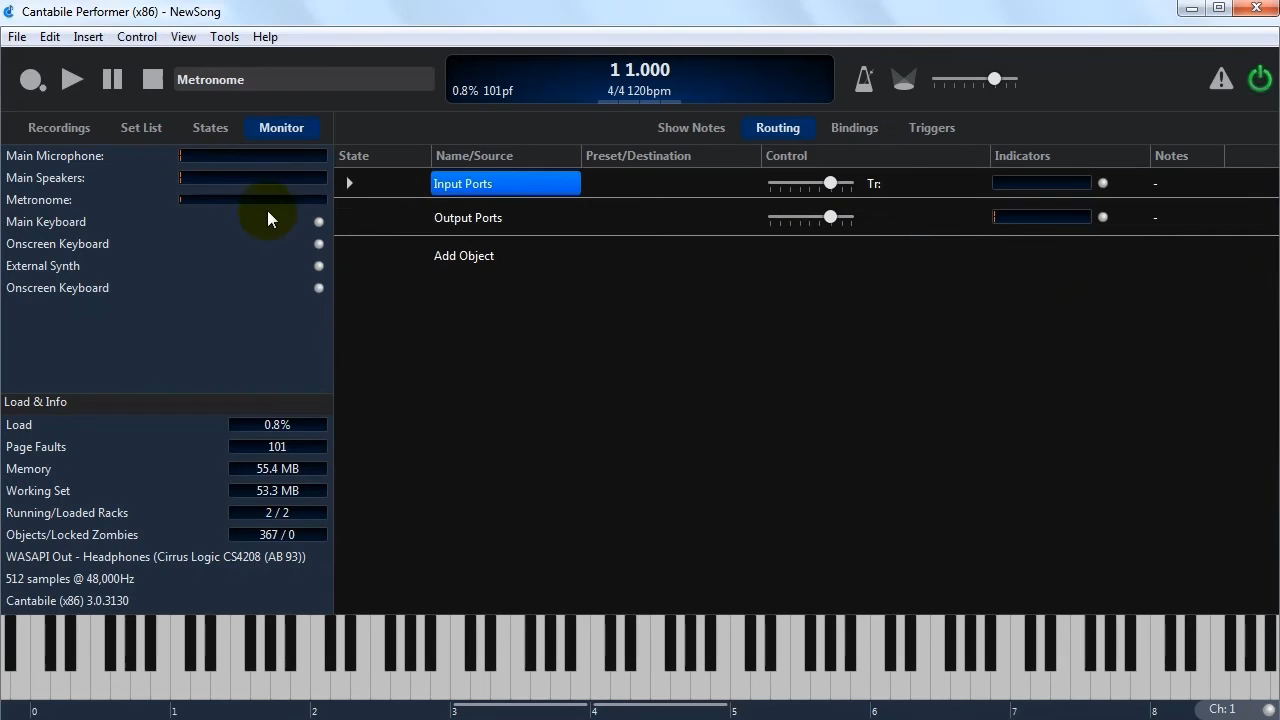 Cantabile Performer (x86) - NewSong
File Edit Insert Control View Tools Help
Metronome
1 1.000
0.8% 101pf 4/4 120bpm
Recordings Set List States Monitor
Show Notes Routing Bindings Triggers
State Name/Source Preset/Destination Control Indicators Notes
Main Microphone:
Main Speakers:
Metronome:
Main Keyboard
Onscreen Keyboard
External Synth
Onscreen Keyboard
Input Ports Tr: -
Output Ports -
Add Object
Load & Info
Load 0.8%
Page Faults 101
Memory 55.4 MB
Working Set 53.3 MB
Running/Loaded Racks 2 / 2
Objects/Locked Zombies 367 / 0
WASAPI Out - Headphones (Cirrus Logic CS4208 (AB 93))
512 samples @ 48,000Hz
Cantabile (x86) 3.0.3130
0 1 2 3 4 5 6 7 8 Ch: 1